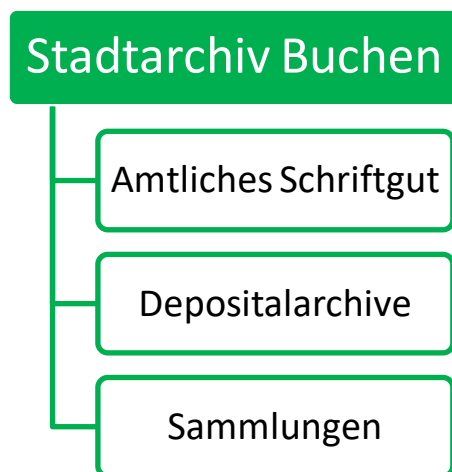 Stadtarchiv Buchen
Amtliches Schriftgut
Depositalarchive
Sammlungen